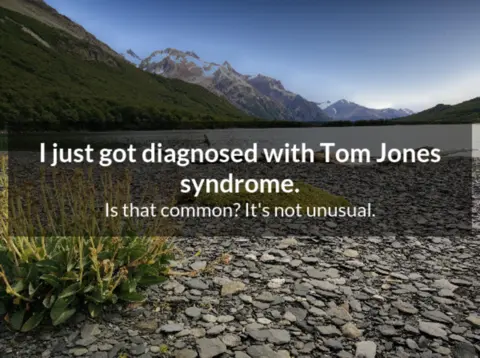 I just got diagnosed with Tom Jones
syndrome.
Is that common? It's not unusual.